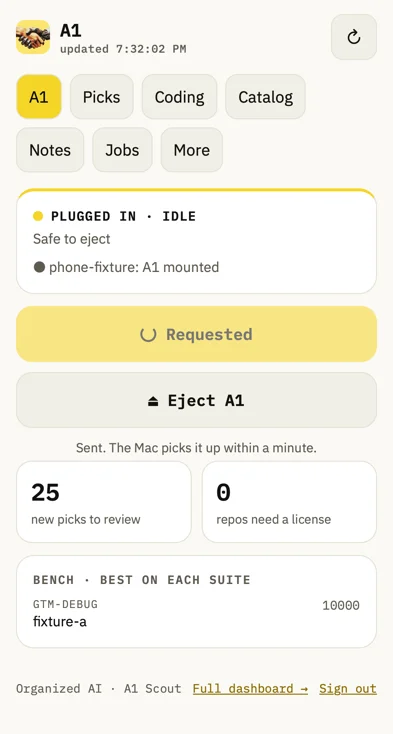 A1
updated 7:32:02 PM
A1 Picks Coding Catalog
Notes Jobs More
PLUGGED IN · IDLE
Safe to eject
phone-fixture: A1 mounted
Requested
⏏ Eject A1
Sent. The Mac picks it up within a minute.
25
new picks to review
0
repos need a license
BENCH · BEST ON EACH SUITE
GTM-DEBUG 10000
fixture-a
Organized AI · A1 Scout Full dashboard → Sign out